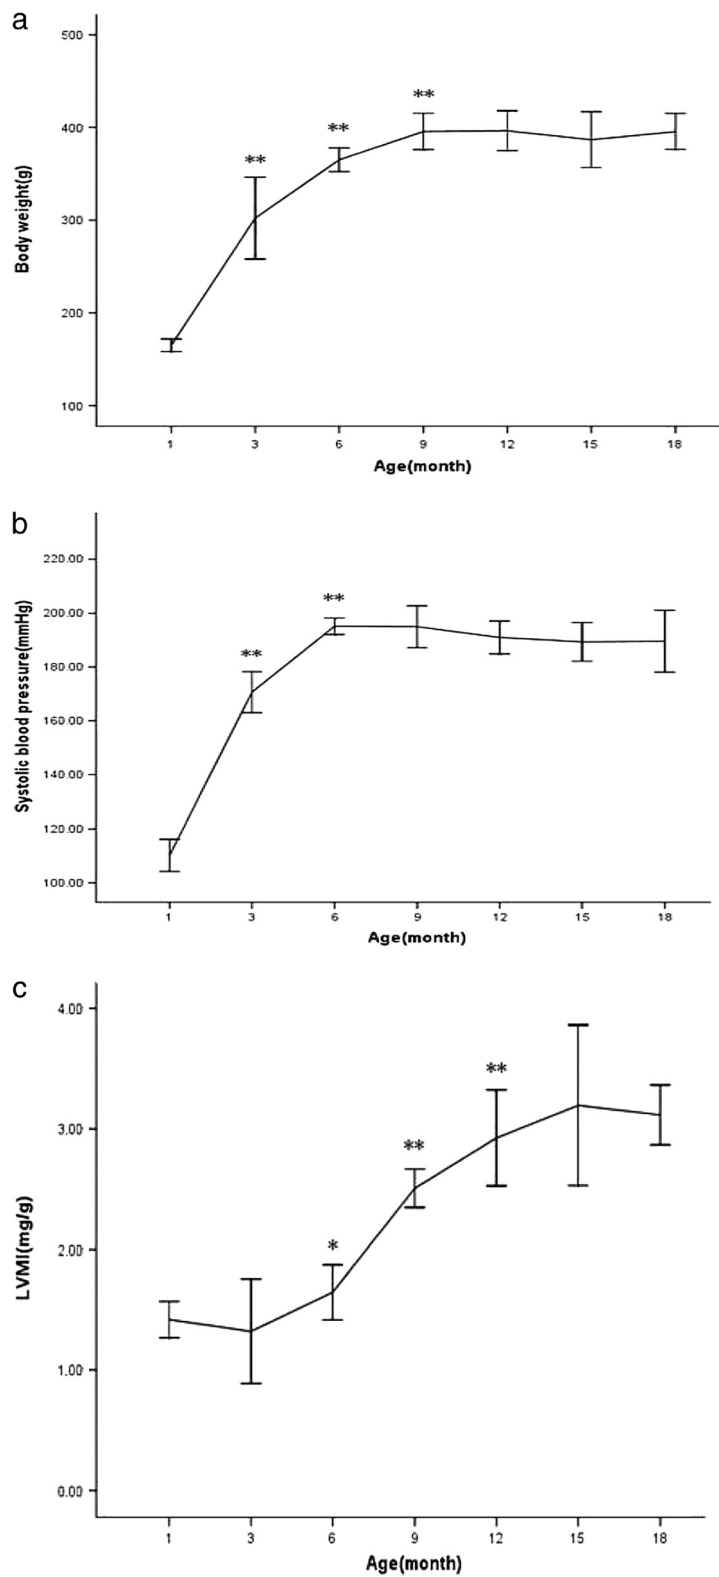 a
500
400
300
200
100
Body weight(g)
** ** **
1 3 6 9 12 15 18
Age(month)
b
220.00
200.00
180.00
160.00
140.00
120.00
100.00
Systolic blood pressure(mmHg)
** **
1 3 6 9 12 15 18
Age(month)
c
4.00
3.00
2.00
1.00
0.00
LVMI(mg/g)
* ** **
1 3 6 9 12 15 18
Age(month)